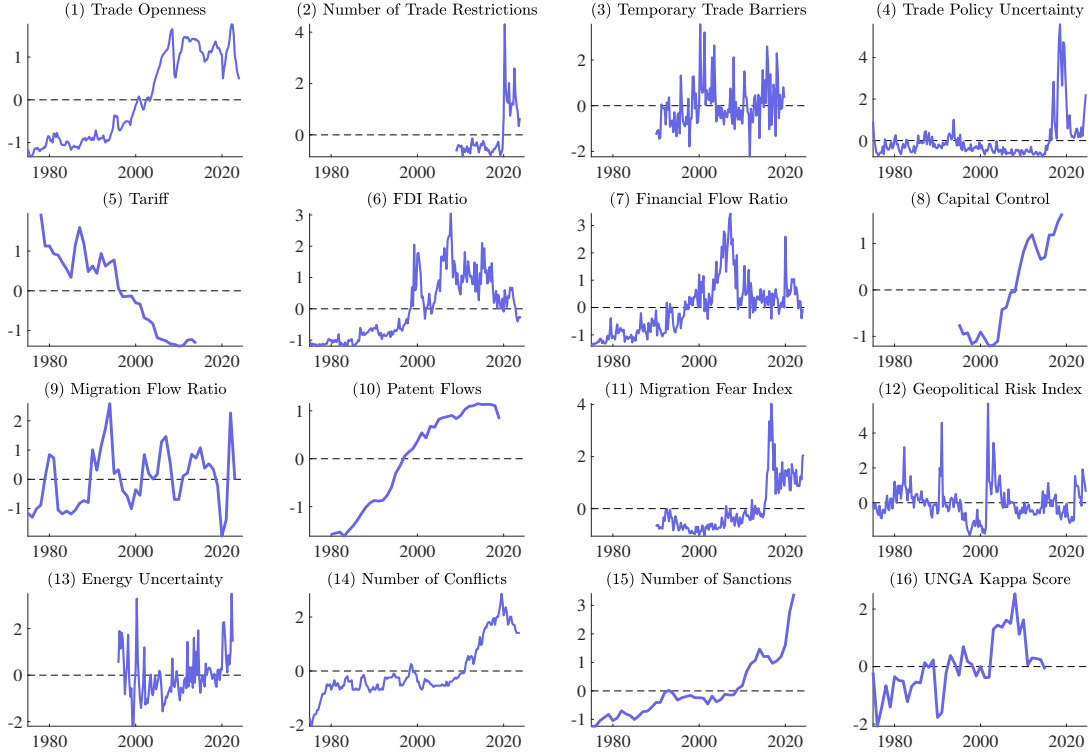 (1) Trade Openness
1
0
-1
1980 2000 2020
(2) Number of Trade Restrictions
4
2
0
1980 2000 2020
(3) Temporary Trade Barriers
2
0
-2
1980 2000 2020
(4) Trade Policy Uncertainty
4
2
0
1980 2000 2020
(5) Tariff
1
0
-1
1980 2000 2020
(6) FDI Ratio
3
2
1
0
-1
1980 2000 2020
(7) Financial Flow Ratio
3
2
1
0
-1
1980 2000 2020
(8) Capital Control
1
0
-1
1980 2000 2020
(9) Migration Flow Ratio
2
1
0
-1
1980 2000 2020
(10) Patent Flows
1
0
-1
1980 2000 2020
(11) Migration Fear Index
4
2
0
1980 2000 2020
(12) Geopolitical Risk Index
4
2
0
1980 2000 2020
(13) Energy Uncertainty
2
0
-2
1980 2000 2020
(14) Number of Conflicts
2
0
-2
1980 2000 2020
(15) Number of Sanctions
3
2
1
0
-1
1980 2000 2020
(16) UNGA Kappa Score
2
0
-2
1980 2000 2020